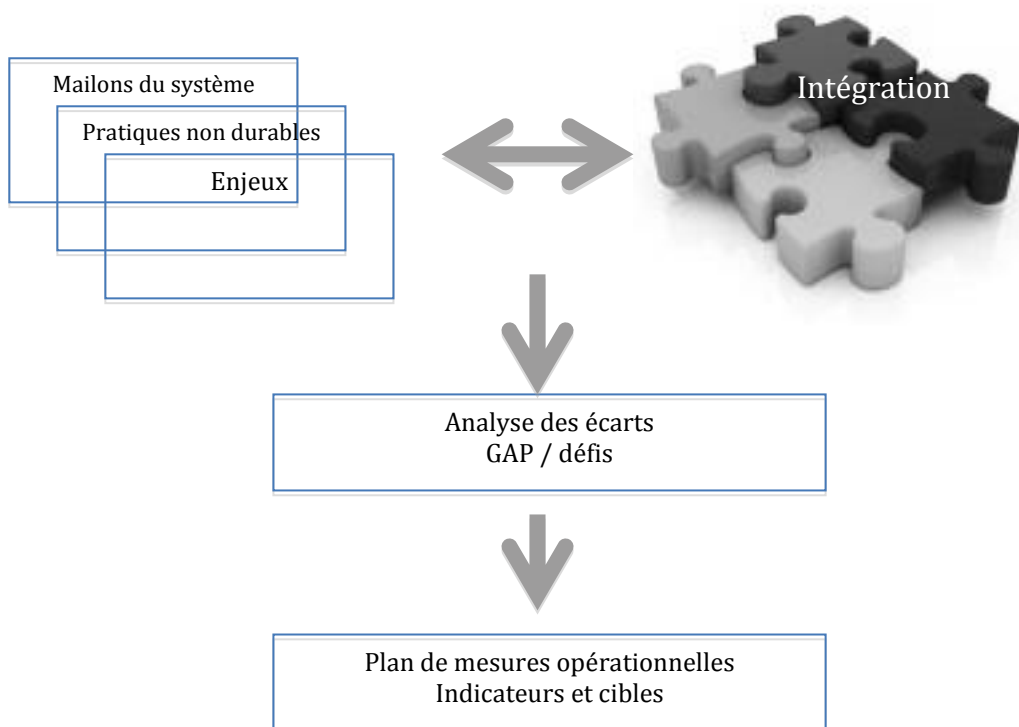 Mailons du système
Pratiques non durables
Enjeux
Intégration
Analyse des écarts
GAP / défis
Plan de mesures opérationnelles
Indicateurs et cibles